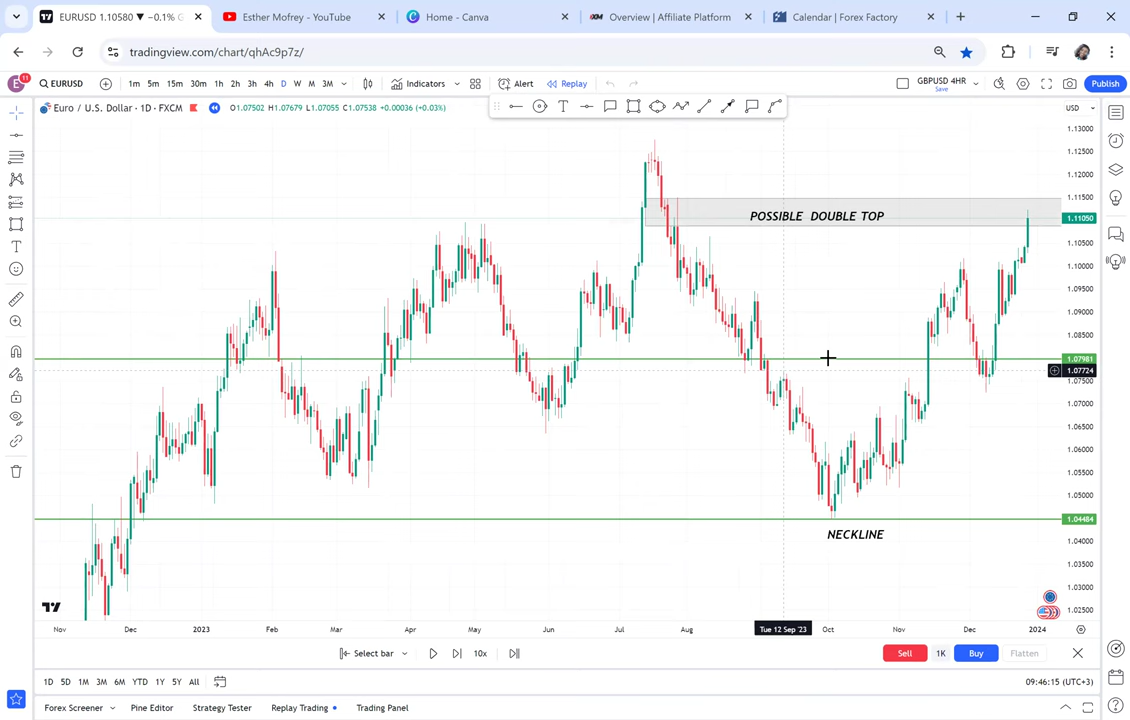 EURUSD 1.10580 ▼ −0.1% G
Esther Mofrey - YouTube
Home - Canva
Overview | Affiliate Platform
Calendar | Forex Factory
tradingview.com/chart/qhAc9p7z/
E 11
EURUSD
1m 5m 15m 30m 1h 2h 3h 4h D W M 3M
Indicators
Alert
Replay
GBPUSD 4HR
Save
Publish
Euro / U.S. Dollar · 1D · FXCM
O1.07502 H1.07679 L1.07055 C1.07538 +0.00036 (+0.03%)
USD
1.13000
1.12500
1.12000
1.11500
POSSIBLE DOUBLE TOP
1.11050
1.10500
1.10000
1.09500
1.09000
1.08500
1.07981
1.07724
1.07500
1.07000
1.06500
1.06000
1.05500
1.05000
1.04484
NECKLINE
1.04000
1.03500
1.03000
1.02500
Nov Dec 2023 Feb Mar Apr May Jun Jul Aug Tue 12 Sep '23 Oct Nov Dec 2024
Select bar
10x
Sell 1K Buy Flatten
1D 5D 1M 3M 6M YTD 1Y 5Y All
09:46:15 (UTC+3)
Forex Screener Pine Editor Strategy Tester Replay Trading Trading Panel